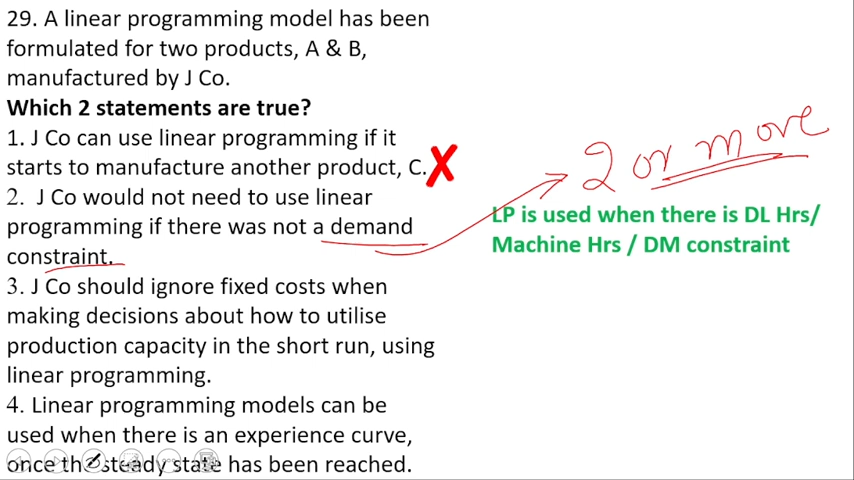 29. A linear programming model has been
formulated for two products, A & B,
manufactured by J Co.
Which 2 statements are true?
1. J Co can use linear programming if it
starts to manufacture another product, C.
2. J Co would not need to use linear
programming if there was not a demand
constraint.
3. J Co should ignore fixed costs when
making decisions about how to utilise
production capacity in the short run, using
linear programming.
4. Linear programming models can be
used when there is an experience curve,
once the steady state has been reached.
2 or more
LP is used when there is DL Hrs/
Machine Hrs / DM constraint